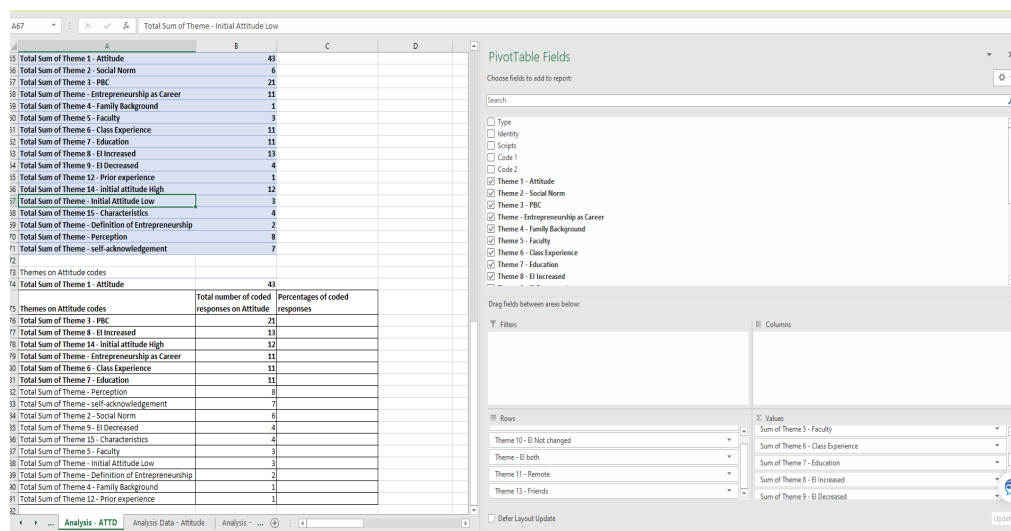 A67 fx Total Sum of Theme - Initial Attitude Low
A B C D
Total Sum of Theme 1 - Attitude 43
56 Total Sum of Theme 2 - Social Norm 6
57 Total Sum of Theme 3 - PBC 21
58 Total Sum of Theme - Entrepreneurship as Career 11
59 Total Sum of Theme 4 - Family Background 1
Total Sum of Theme 5 - Faculty 3
Total Sum of Theme 6 - Class Experience 11
Total Sum of Theme 7 - Education 11
Total Sum of Theme 8 - EI Increased 13
Total Sum of Theme 9 - EI Decreased 4
Total Sum of Theme 12 - Prior experience 1
Total Sum of Theme 14 - initial attitude High 12
Total Sum of Theme - Initial Attitude Low 3
Total Sum of Theme 15 - Characteristics 4
Total Sum of Theme - Definition of Entrepreneurship 2
Total Sum of Theme - Perception 8
Total Sum of Theme - self-acknowledgement 7
72
73 Themes on Attitude codes
74 Total Sum of Theme 1 - Attitude 43
75 Themes on Attitude codes Total number of coded responses on Attitude Percentages of coded responses
76 Total Sum of Theme 3 - PBC 21
77 Total Sum of Theme 8 - EI Increased 13
78 Total Sum of Theme 14 - initial attitude High 12
79 Total Sum of Theme - Entrepreneurship as Career 11
Total Sum of Theme 6 - Class Experience 11
Total Sum of Theme 7 - Education 11
Total Sum of Theme - Perception 8
Total Sum of Theme - self-acknowledgement 7
Total Sum of Theme 2 - Social Norm 6
Total Sum of Theme 9 - EI Decreased 4
Total Sum of Theme 15 - Characteristics 4
Total Sum of Theme 5 - Faculty 3
Total Sum of Theme - Initial Attitude Low 3
Total Sum of Theme - Definition of Entrepreneurship 2
Total Sum of Theme 4 - Family Background 1
Total Sum of Theme 12 - Prior experience 1
... Analysis - ATTD Analysis Data - Attitude Analysis - ...
PivotTable Fields
Choose fields to add to report:
Search
Type
Identity
Scripts
Code 1
Code 2
Theme 1 - Attitude
Theme 2 - Social Norm
Theme 3 - PBC
Theme - Entrepreneurship as Career
Theme 4 - Family Background
Theme 5 - Faculty
Theme 6 - Class Experience
Theme 7 - Education
Theme 8 - EI Increased
Drag fields between areas below:
Filters
Columns
Rows
Theme 10 - EI Not changed
Theme - EI both
Theme 11 - Remote
Theme 13 - Friends
Σ Values
Sum of Theme 5 - Faculty
Sum of Theme 6 - Class Experience
Sum of Theme 7 - Education
Sum of Theme 8 - EI Increased
Sum of Theme 9 - EI Decreased
Defer Layout Update